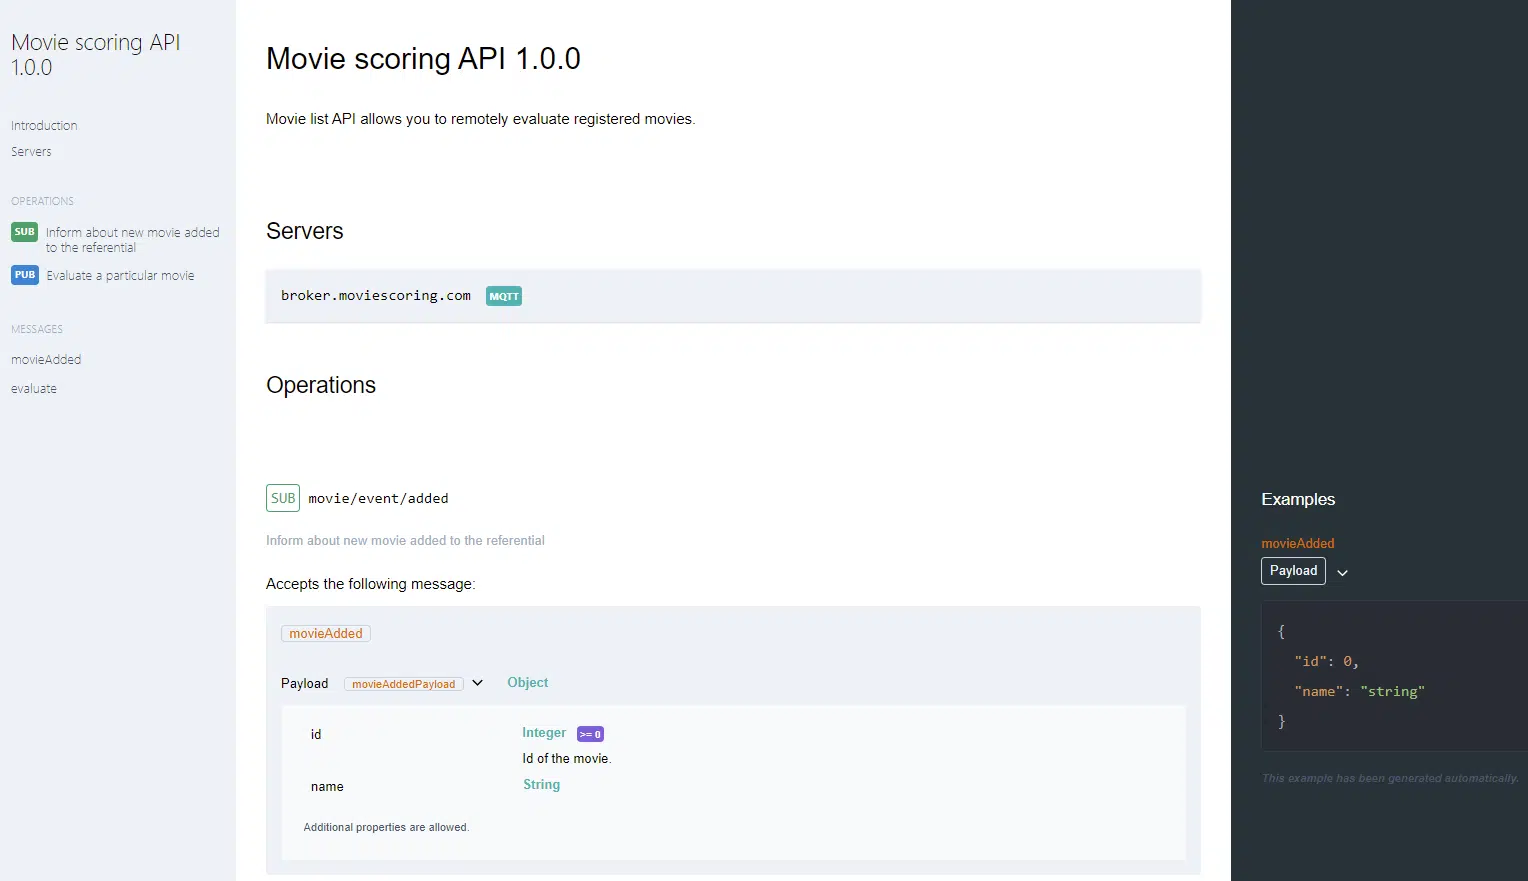 Movie scoring API
1.0.0
Introduction
Servers
OPERATIONS
SUB Inform about new movie added
to the referential
PUB Evaluate a particular movie
MESSAGES
movieAdded
evaluate
Movie scoring API 1.0.0
Movie list API allows you to remotely evaluate registered movies.
Servers
broker.moviescoring.com MQTT
Operations
SUB movie/event/added
Inform about new movie added to the referential
Accepts the following message:
movieAdded
Payload movieAddedPayload Object
id Integer >= 0
Id of the movie.
name String
Additional properties are allowed.
Examples
movieAdded
Payload
{
"id": 0,
"name": "string"
}
This example has been generated automatically.